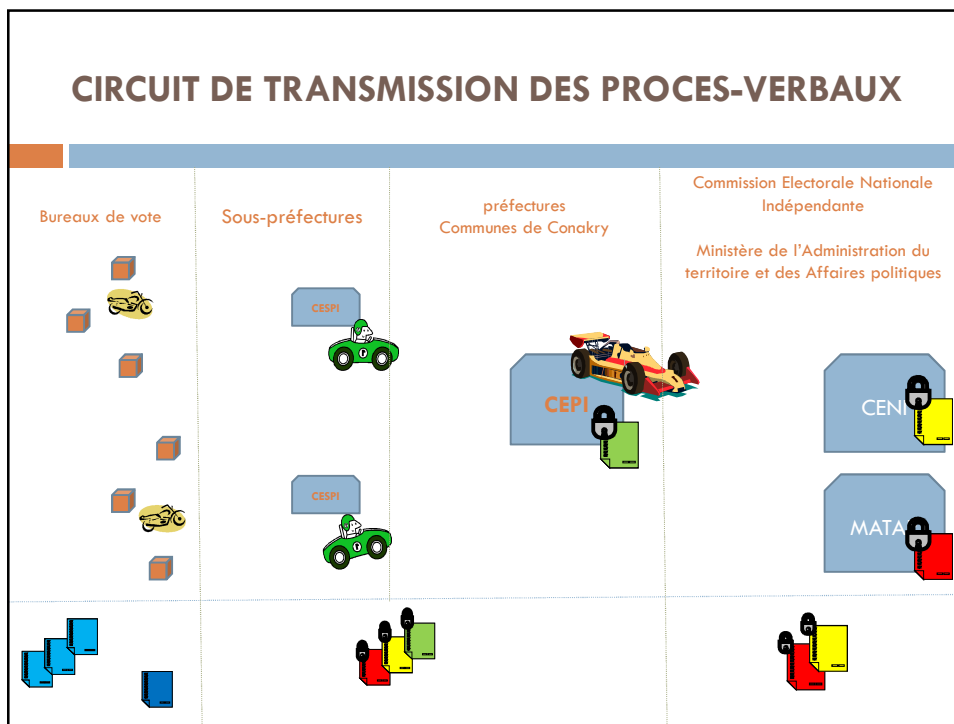 CIRCUIT DE TRANSMISSION DES PROCES-VERBAUX
Bureaux de vote
Sous-préfectures
préfectures
Communes de Conakry
Commission Electorale Nationale
Indépendante
Ministère de l'Administration du
territoire et des Affaires politiques
CESPI
CEPI
CENI
CESPI
MATA